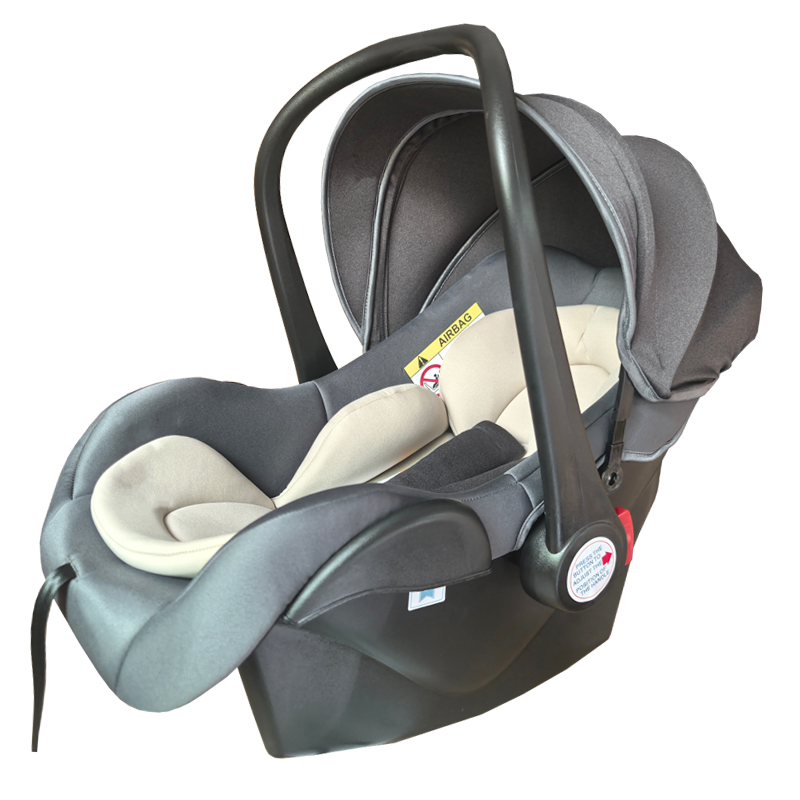 AIRBAG
PRESS THE
BUTTON TO
ADJUST THE
POSITION OF
THE HANDLE